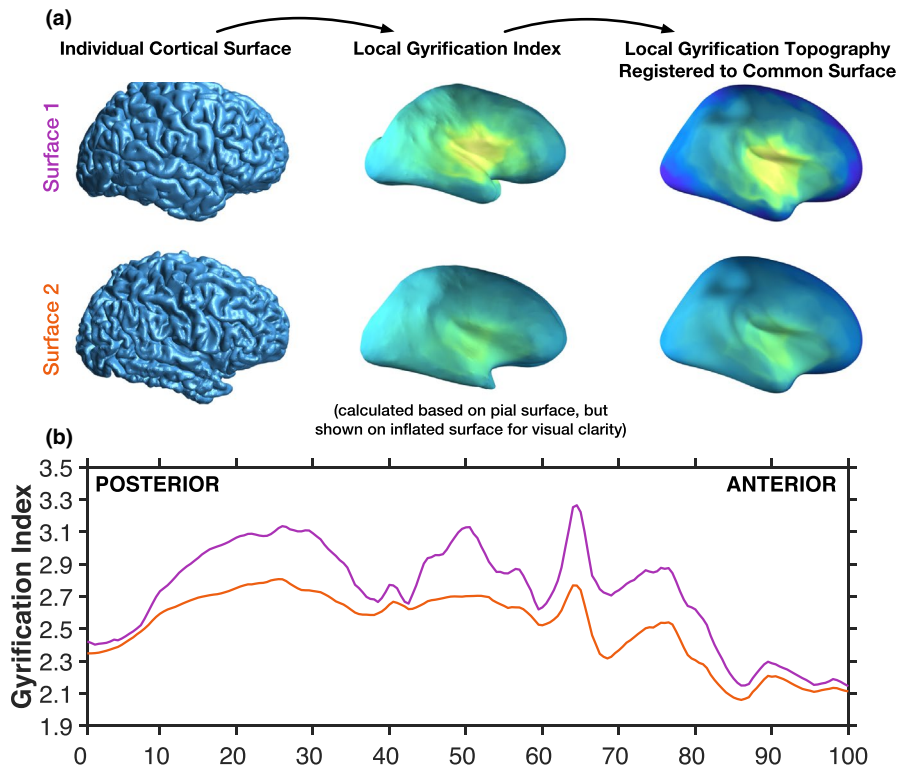 (a)
Individual Cortical Surface
Local Gyrification Index
Local Gyrification Topography
Registered to Common Surface
Surface 1
Surface 2
(calculated based on pial surface, but
shown on inflated surface for visual clarity)
(b)
POSTERIOR
ANTERIOR
Gyrification Index
3.5
3.3
3.1
2.9
2.7
2.5
2.3
2.1
1.9
0 10 20 30 40 50 60 70 80 90 100